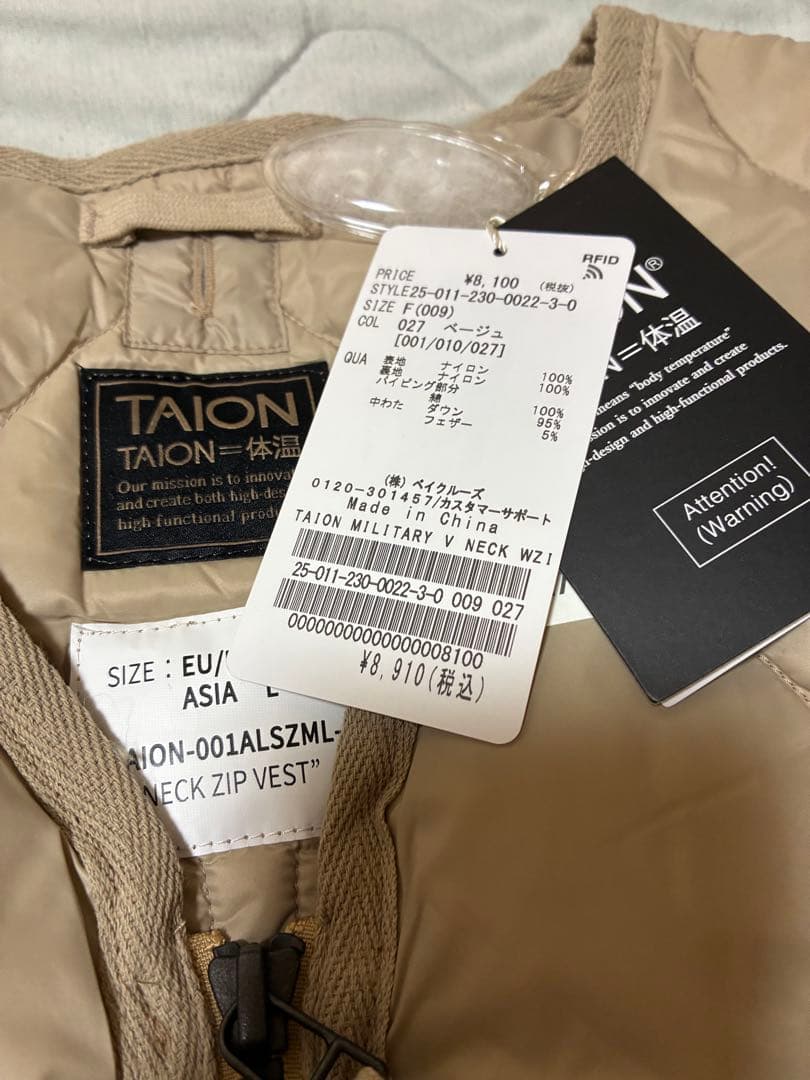 TAION
TAION=体温
Our mission is to
and create both
high functional
SIZE : EU/
ASIA L
AION-001ALSZML-
NECK ZIP VEST”
RFID
PRICE ¥8,100 (税抜)
STYLE25-011-230-0022-3-0
SIZE F(009)
COL 027 ベージュ
[001/010/027]
QUA 表地 ナイロン 100%
裏地 ナイロン 100%
パイピング部分
綿 100%
中わた ダウン 95%
フェザー 5%
(株) ベイクルーズ
0120-301457/カスタマーサポート
Made in China
TAION MILITARY V NECK WZI
25-011-230-0022-3-0 009 027
0000000000000000008100
¥8,910(税込)
ON®
N=体温
means “body temperature”
ssion is to innovate and create
-design and high-functional products.
Attention!
(Warning)